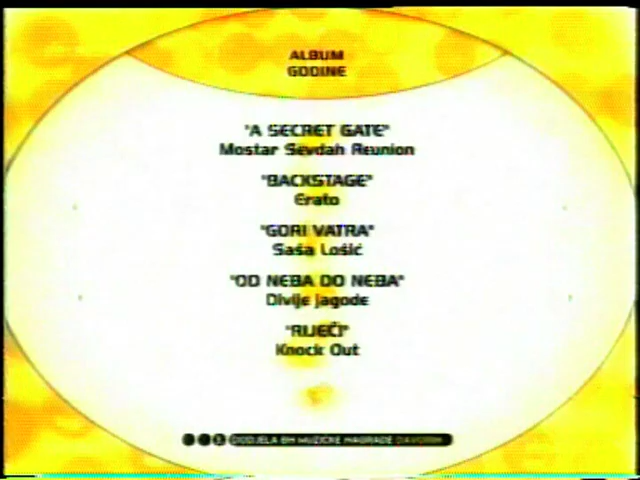 ALBUM
GODINE
"A SECRET GATE"
Mostar Sevdah Reunion
"BACKSTAGE"
Erato
"GORI VATRA"
Saša Lošić
"OD NEBA DO NEBA"
Divlje Jagode
"RIJEČI"
Knock Out
DODJELA BH MUZIČKE NAGRADE DAVORIN